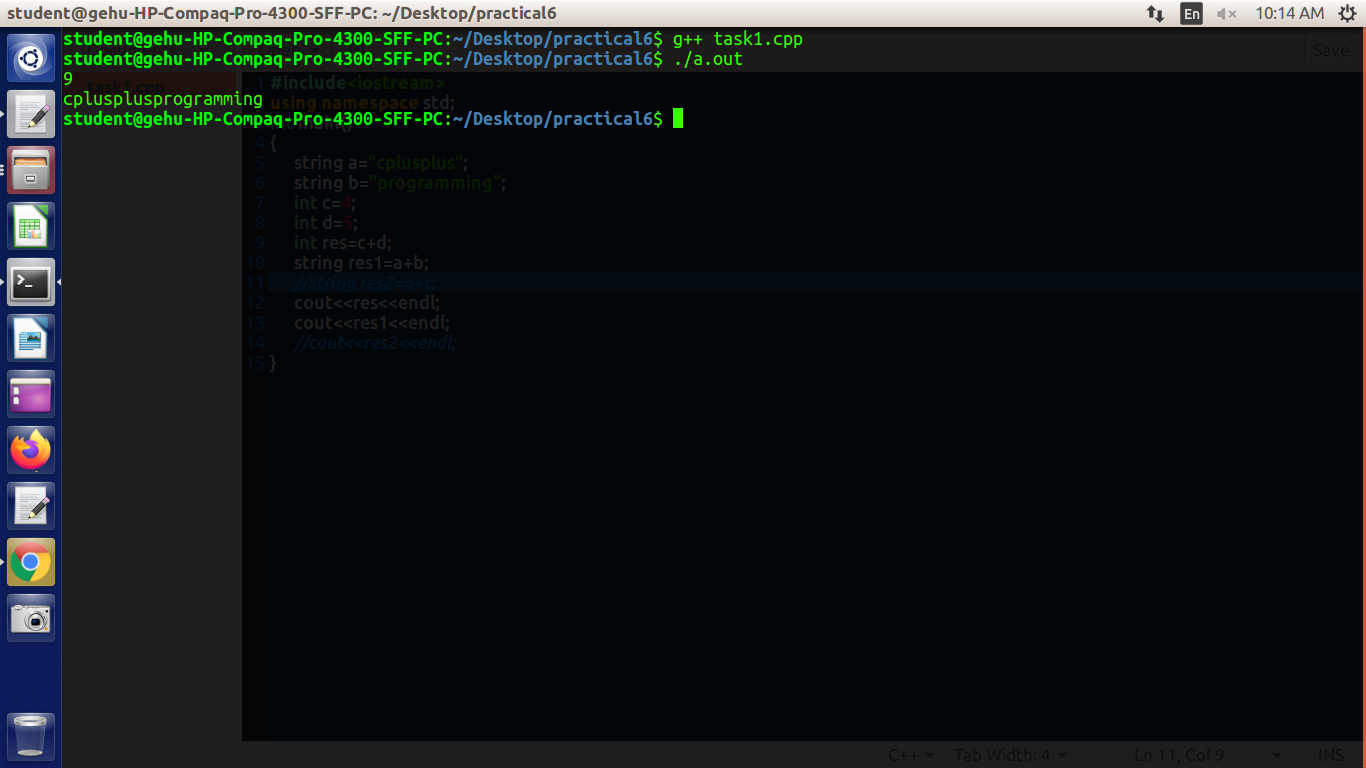 student@gehu-HP-Compaq-Pro-4300-SFF-PC: ~/Desktop/practical6
En
10:14 AM
student@gehu-HP-Compaq-Pro-4300-SFF-PC:~/Desktop/practical6$ g++ task1.cpp
Save
student@gehu-HP-Compaq-Pro-4300-SFF-PC:~/Desktop/practical6$ ./a.out
9
task1.cpp
1 #include<iostream>
cplusplusprogramming
using namespace std;
student@gehu-HP-Compaq-Pro-4300-SFF-PC:~/Desktop/practical6$
4 {
5 string a="cplusplus";
6 string b="programming";
7 int c=4;
8 int d=5;
9 int res=c+d;
10 string res1=a+b;
11 //string res2=a+c;
12 cout<<res<<endl;
13 cout<<res1<<endl;
14 //cout<<res2<<endl;
15 }
C++ Tab Width: 4 Ln 11, Col 9 INS